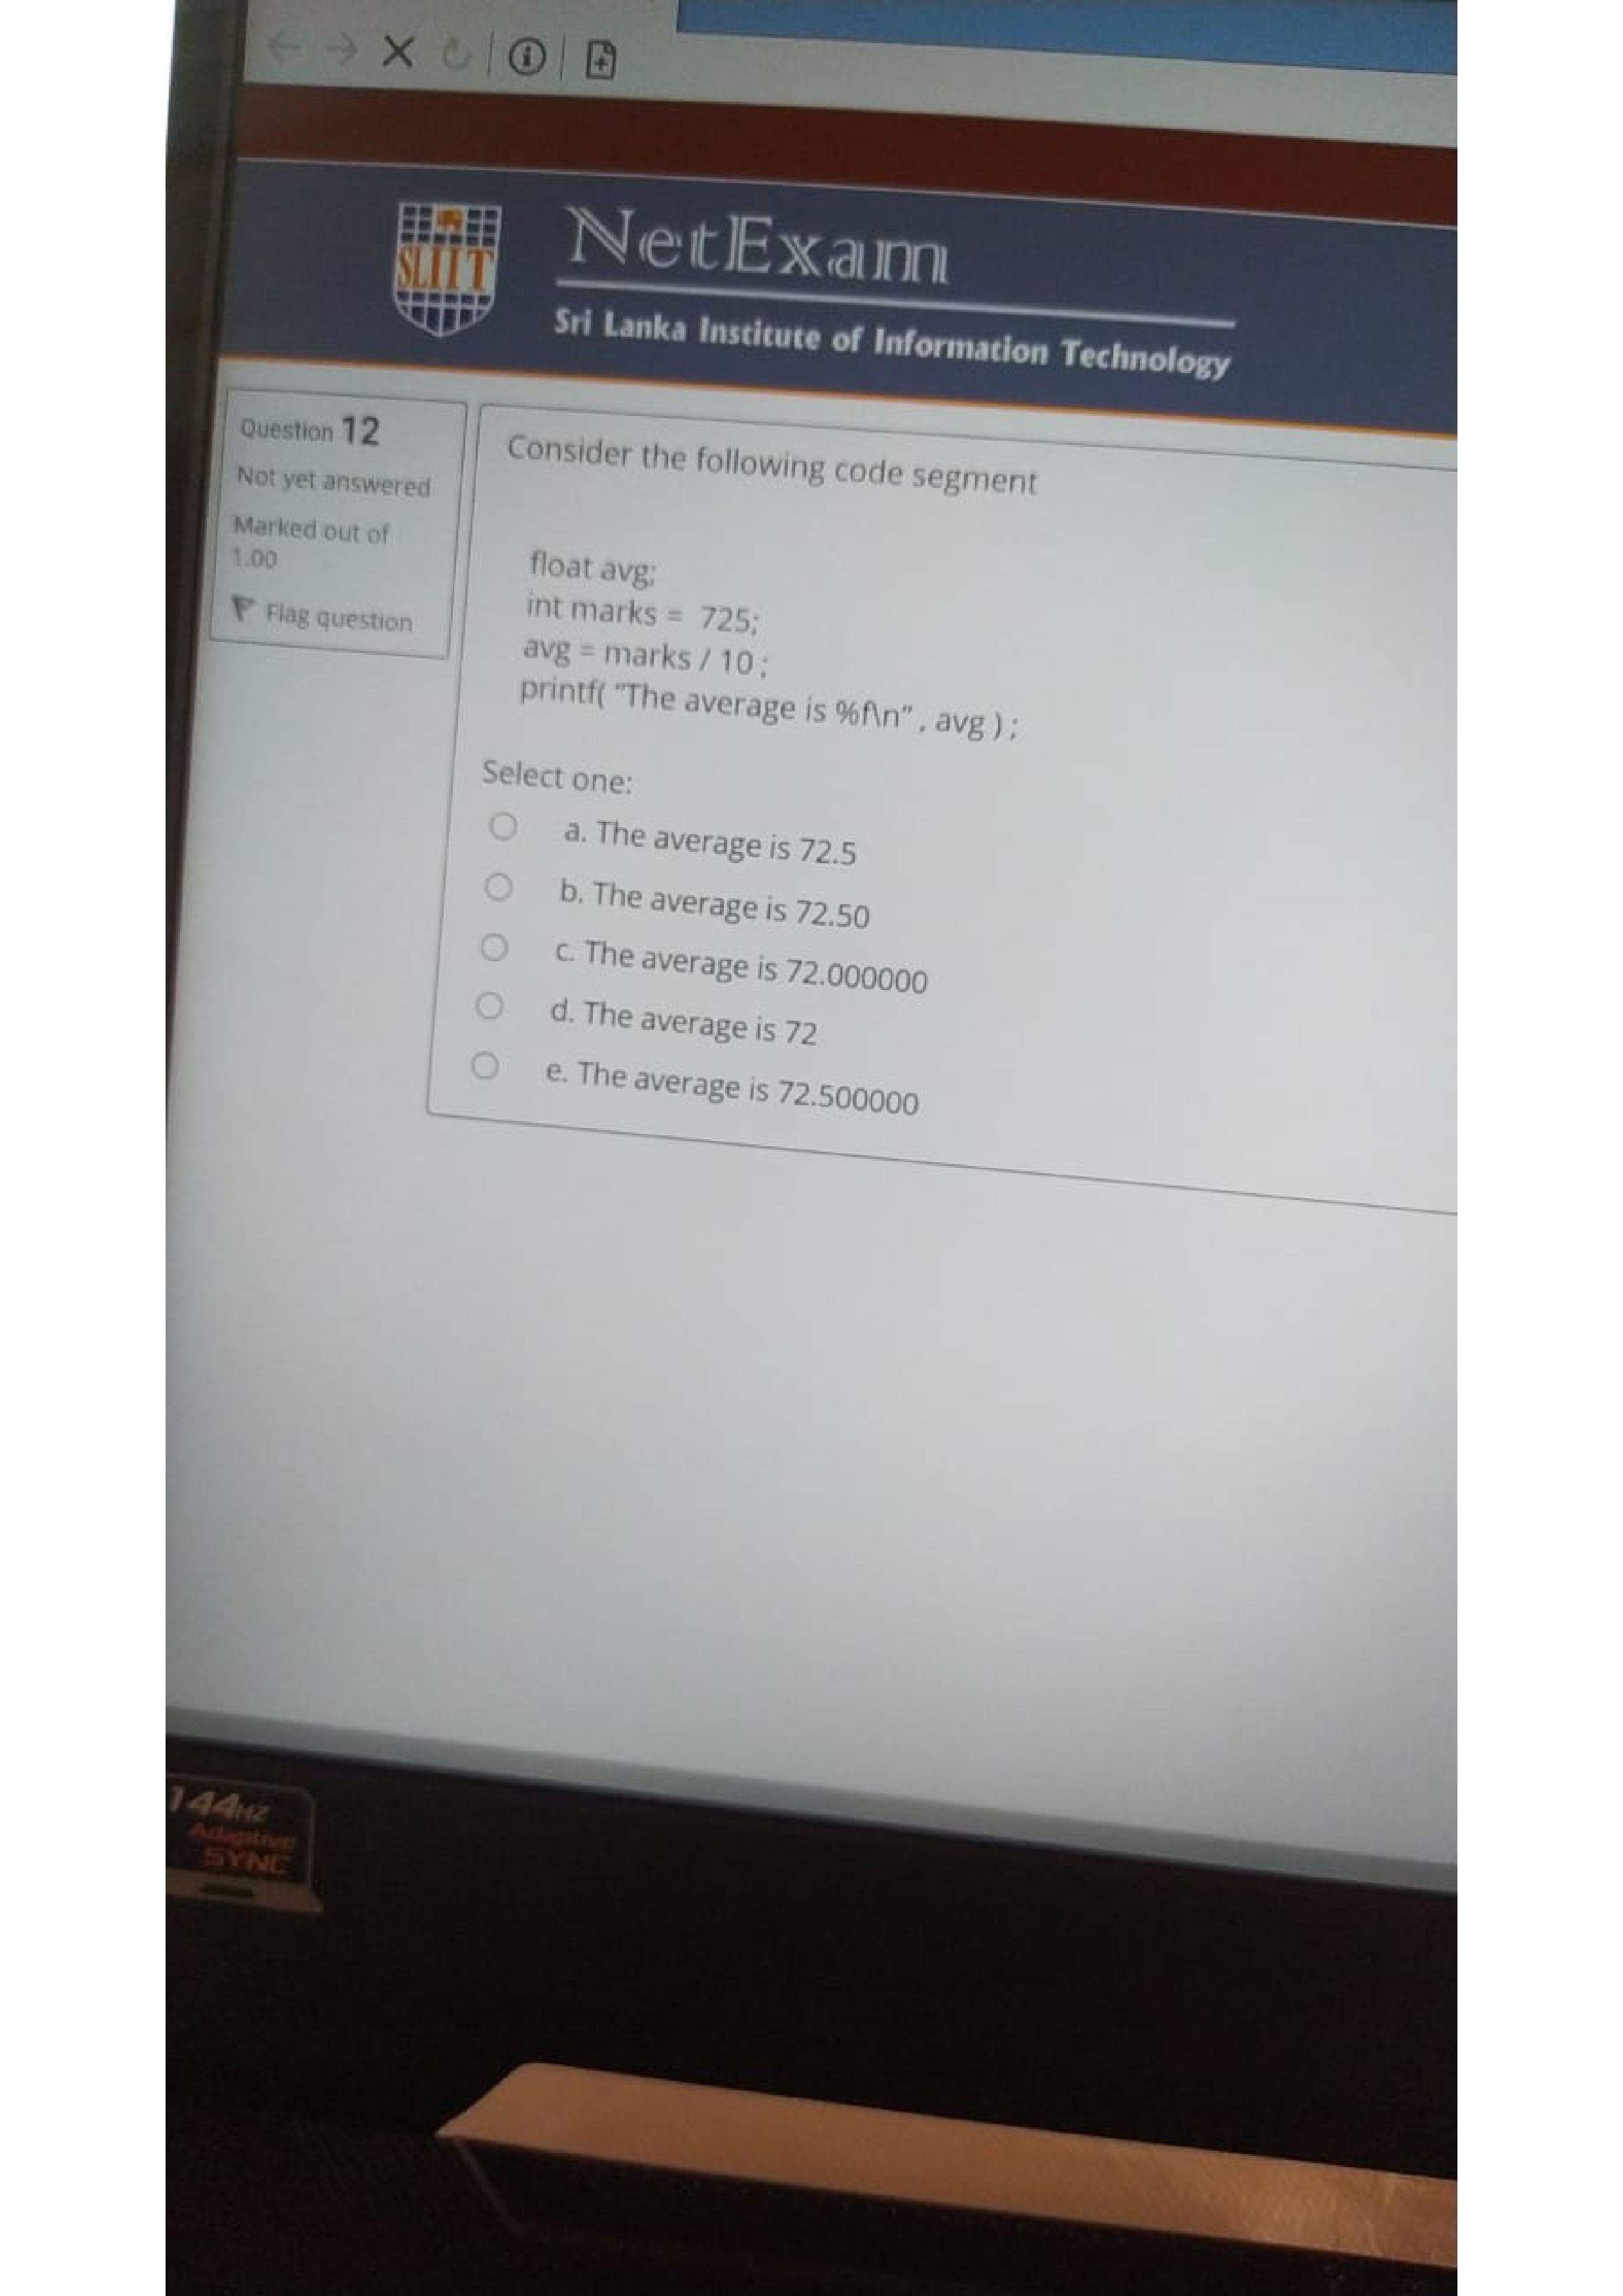 SLIIT
NetExam
Sri Lanka Institute of Information Technology
Question 12
Not yet answered
Marked out of
1.00
Flag question
Consider the following code segment
float avg;
int marks = 725;
avg = marks / 10 ;
printf( “The average is %f\n” , avg ) ;
Select one:
a. The average is 72.5
b. The average is 72.50
c. The average is 72.000000
d. The average is 72
e. The average is 72.500000
144HZ
Adaptive
SYNC